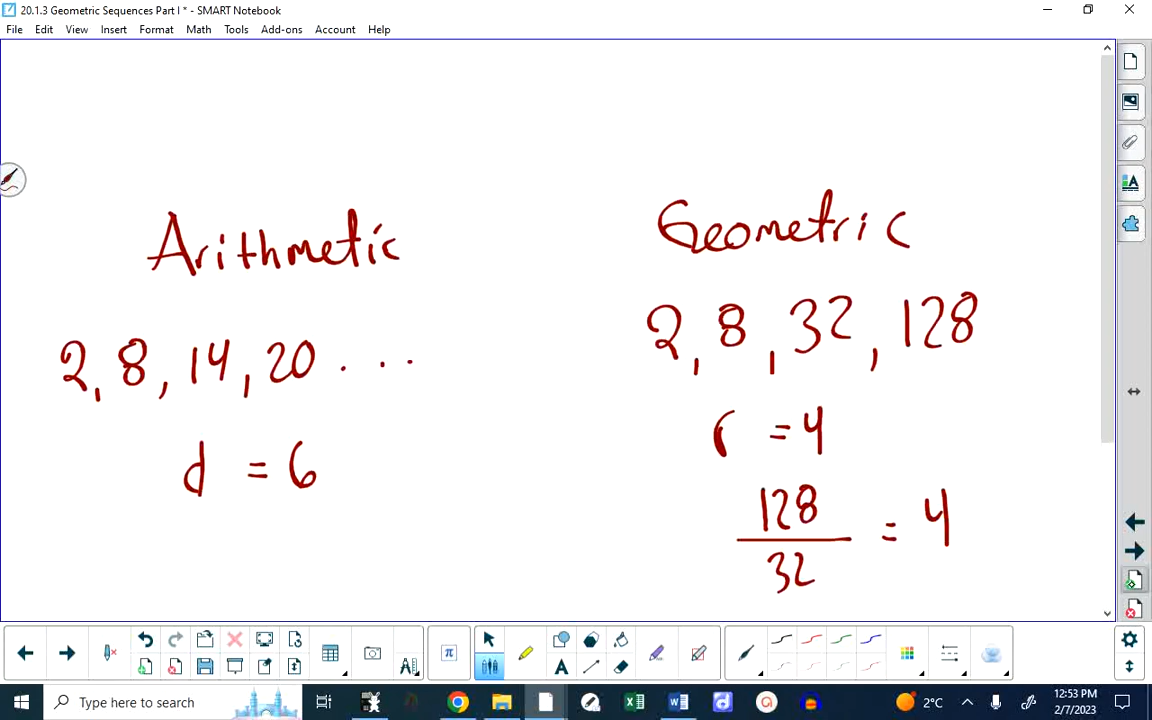 20.1.3 Geometric Sequences Part I * - SMART Notebook
File Edit View Insert Format Math Tools Add-ons Account Help
Arithmetic
2, 8, 14, 20 . . .
d = 6
Geometric
2, 8, 32, 128
r = 4
128
32
= 4
π
A
Type here to search
2°C
12:53 PM
2/7/2023